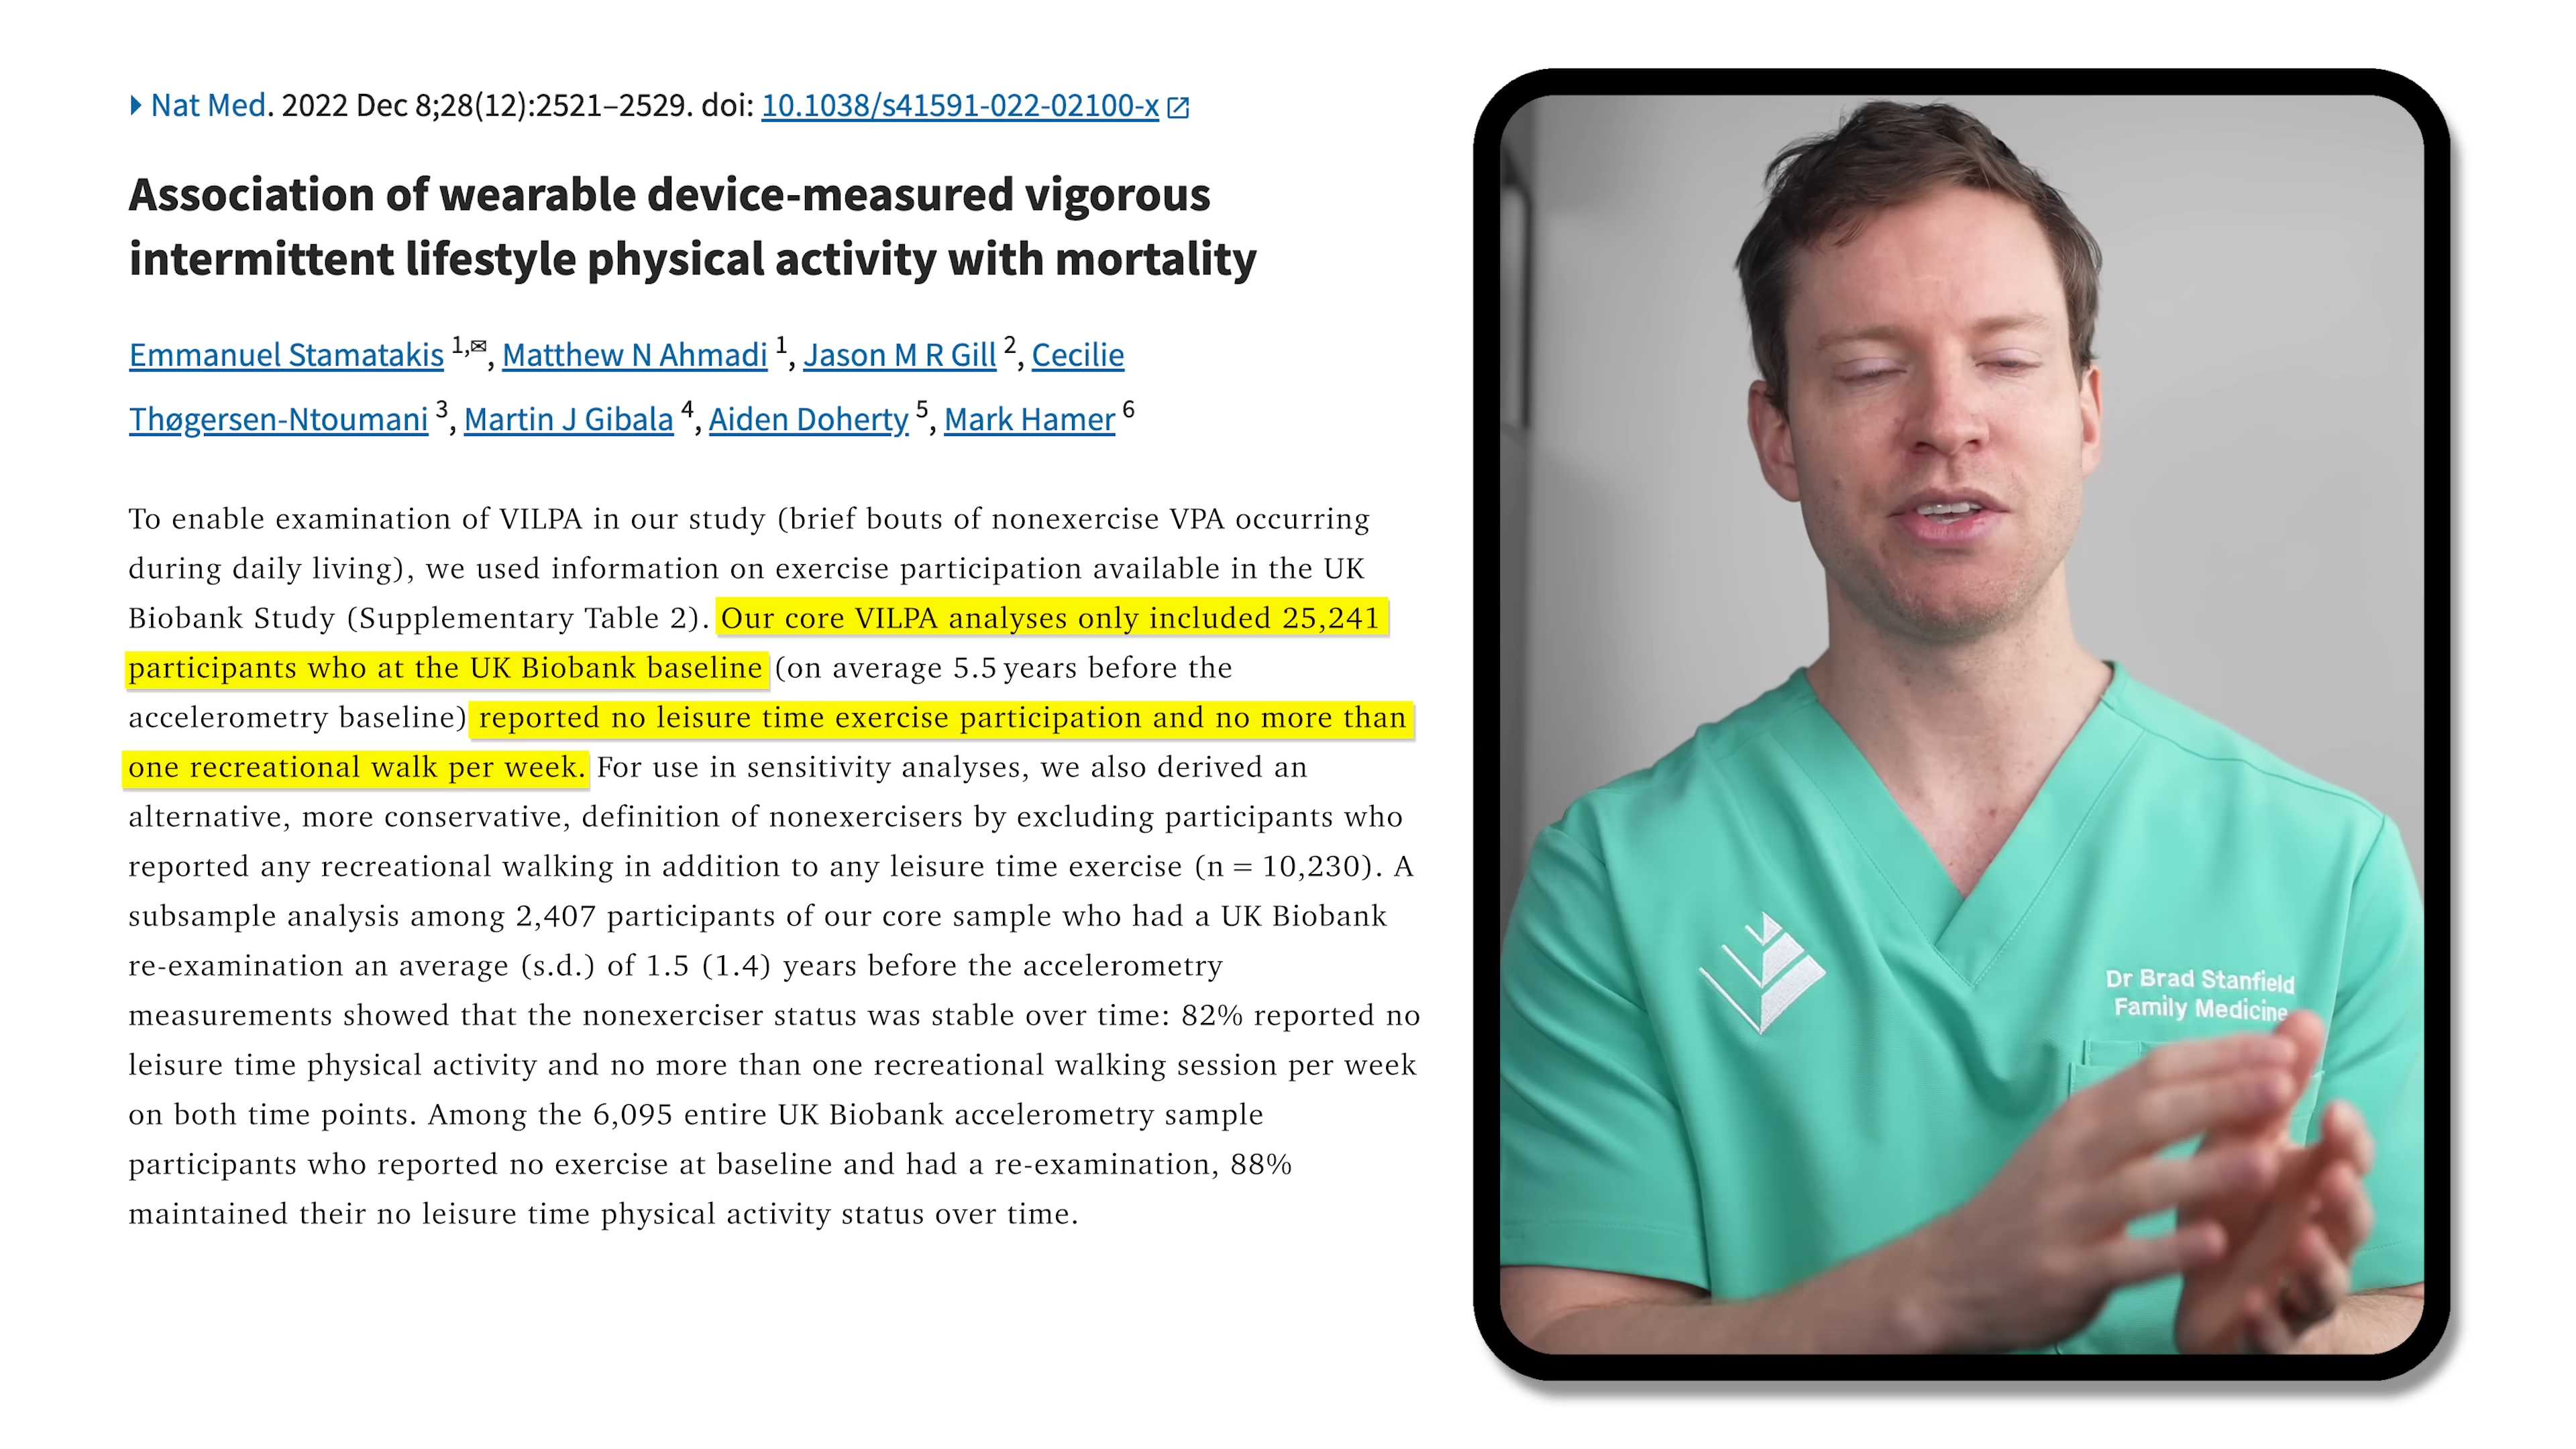 Nat Med. 2022 Dec 8;28(12):2521–2529. doi: 10.1038/s41591-022-02100-x
Association of wearable device-measured vigorous
intermittent lifestyle physical activity with mortality
Emmanuel Stamatakis 1,✉, Matthew N Ahmadi 1, Jason M R Gill 2, Cecilie
Thøgersen-Ntoumani 3, Martin J Gibala 4, Aiden Doherty 5, Mark Hamer 6
To enable examination of VILPA in our study (brief bouts of nonexercise VPA occurring
during daily living), we used information on exercise participation available in the UK
Biobank Study (Supplementary Table 2). Our core VILPA analyses only included 25,241
participants who at the UK Biobank baseline (on average 5.5 years before the
accelerometry baseline) reported no leisure time exercise participation and no more than
one recreational walk per week. For use in sensitivity analyses, we also derived an
alternative, more conservative, definition of nonexercisers by excluding participants who
reported any recreational walking in addition to any leisure time exercise (n = 10,230). A
subsample analysis among 2,407 participants of our core sample who had a UK Biobank
re-examination an average (s.d.) of 1.5 (1.4) years before the accelerometry
measurements showed that the nonexerciser status was stable over time: 82% reported no
leisure time physical activity and no more than one recreational walking session per week
on both time points. Among the 6,095 entire UK Biobank accelerometry sample
participants who reported no exercise at baseline and had a re-examination, 88%
maintained their no leisure time physical activity status over time.
Dr Brad Stanfield
Family Medicine